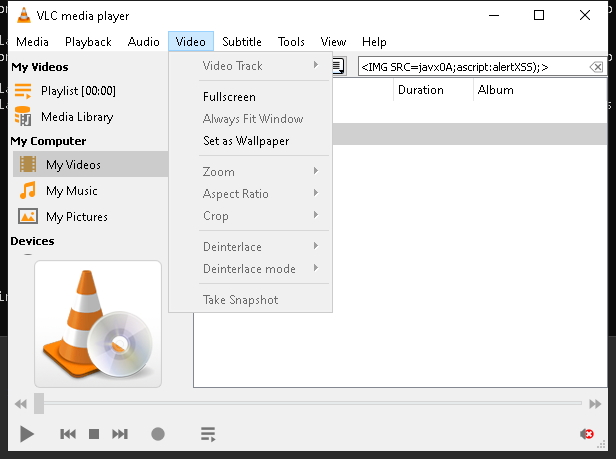 VLC media player
Media Playback Audio Video Subtitle Tools View Help
My Videos
Playlist [00:00]
Media Library
My Computer
My Videos
My Music
My Pictures
Devices
Video Track
Fullscreen
Always Fit Window
Set as Wallpaper
Zoom
Aspect Ratio
Crop
Deinterlace
Deinterlace mode
Take Snapshot
<IMG SRC=javx0A;ascript:alertXSS);>
Duration Album